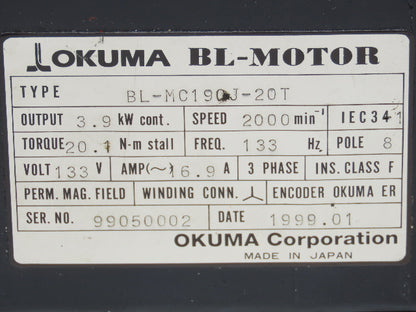 OKUMA BL-MOTOR
TYPE BL-MC190J-20T
OUTPUT 3.9 kW cont. SPEED 2000 min⁻¹ IEC34-1
TORQUE 20.1 N-m stall FREQ. 133 Hz POLE 8
VOLT 133 V AMP(~) 16.9 A 3 PHASE INS. CLASS F
PERM. MAG. FIELD WINDING CONN. ENCODER OKUMA ER
SER. NO. 99050002 DATE 1999.01
OKUMA Corporation
MADE IN JAPAN